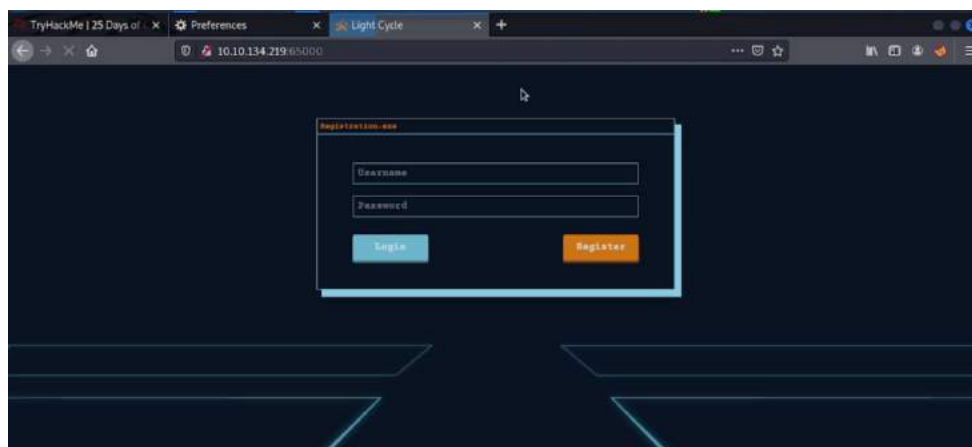 TryHackMe | 25 Days of
Preferences
Light Cycle
10.10.134.219:65000
Registration.exe
Username
Password
Login
Register